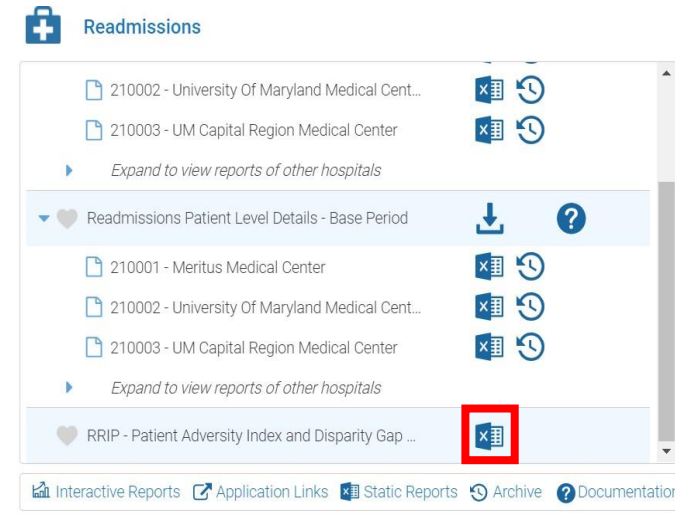 Readmissions
210002 - University Of Maryland Medical Cent...
210003 - UM Capital Region Medical Center
Expand to view reports of other hospitals
Readmissions Patient Level Details - Base Period
210001 - Meritus Medical Center
210002 - University Of Maryland Medical Cent...
210003 - UM Capital Region Medical Center
Expand to view reports of other hospitals
RRIP - Patient Adversity Index and Disparity Gap ...
Interactive Reports Application Links Static Reports Archive Documentation